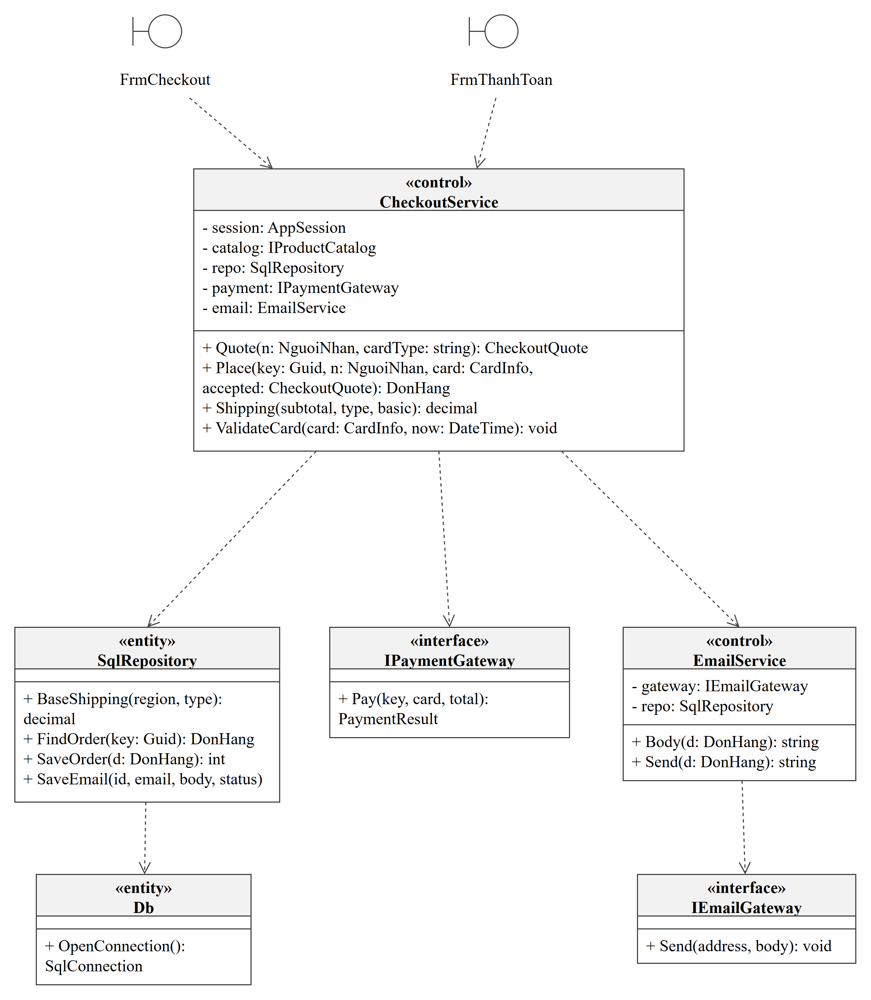 FrmCheckout
FrmThanhToan
«control»
CheckoutService
- session: AppSession
- catalog: IProductCatalog
- repo: SqlRepository
- payment: IPaymentGateway
- email: EmailService
+ Quote(n: NguoiNhan, cardType: string): CheckoutQuote
+ Place(key: Guid, n: NguoiNhan, card: CardInfo,
accepted: CheckoutQuote): DonHang
+ Shipping(subtotal, type, basic): decimal
+ ValidateCard(card: CardInfo, now: DateTime): void
«entity»
SqlRepository
+ BaseShipping(region, type):
decimal
+ FindOrder(key: Guid): DonHang
+ SaveOrder(d: DonHang): int
+ SaveEmail(id, email, body, status)
«interface»
IPaymentGateway
+ Pay(key, card, total):
PaymentResult
«control»
EmailService
- gateway: IEmailGateway
- repo: SqlRepository
+ Body(d: DonHang): string
+ Send(d: DonHang): string
«entity»
Db
+ OpenConnection():
SqlConnection
«interface»
IEmailGateway
+ Send(address, body): void